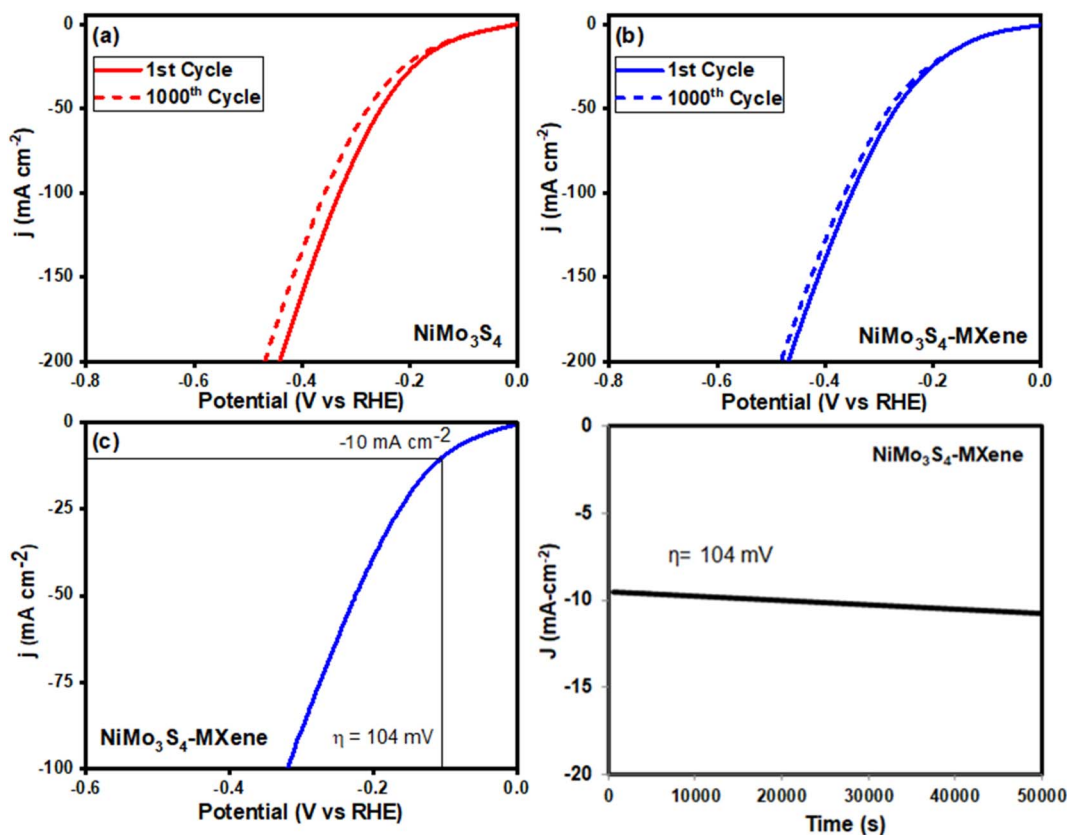 (a)
1st Cycle
1000th Cycle
NiMo3S4
0
-50
-100
-150
-200
j (mA cm-2)
-0.8
-0.6
-0.4
-0.2
0.0
Potential (V vs RHE)
(b)
1st Cycle
1000th Cycle
NiMo3S4-MXene
0
-50
-100
-150
-200
j (mA cm-2)
-0.8
-0.6
-0.4
-0.2
0.0
Potential (V vs RHE)
(c)
-10 mA cm-2
NiMo3S4-MXene
η = 104 mV
0
-25
-50
-75
-100
j (mA cm-2)
-0.6
-0.4
-0.2
0.0
Potential (V vs RHE)
NiMo3S4-MXene
η= 104 mV
0
-5
-10
-15
-20
J (mA-cm-2)
0
10000
20000
30000
40000
50000
Time (s)